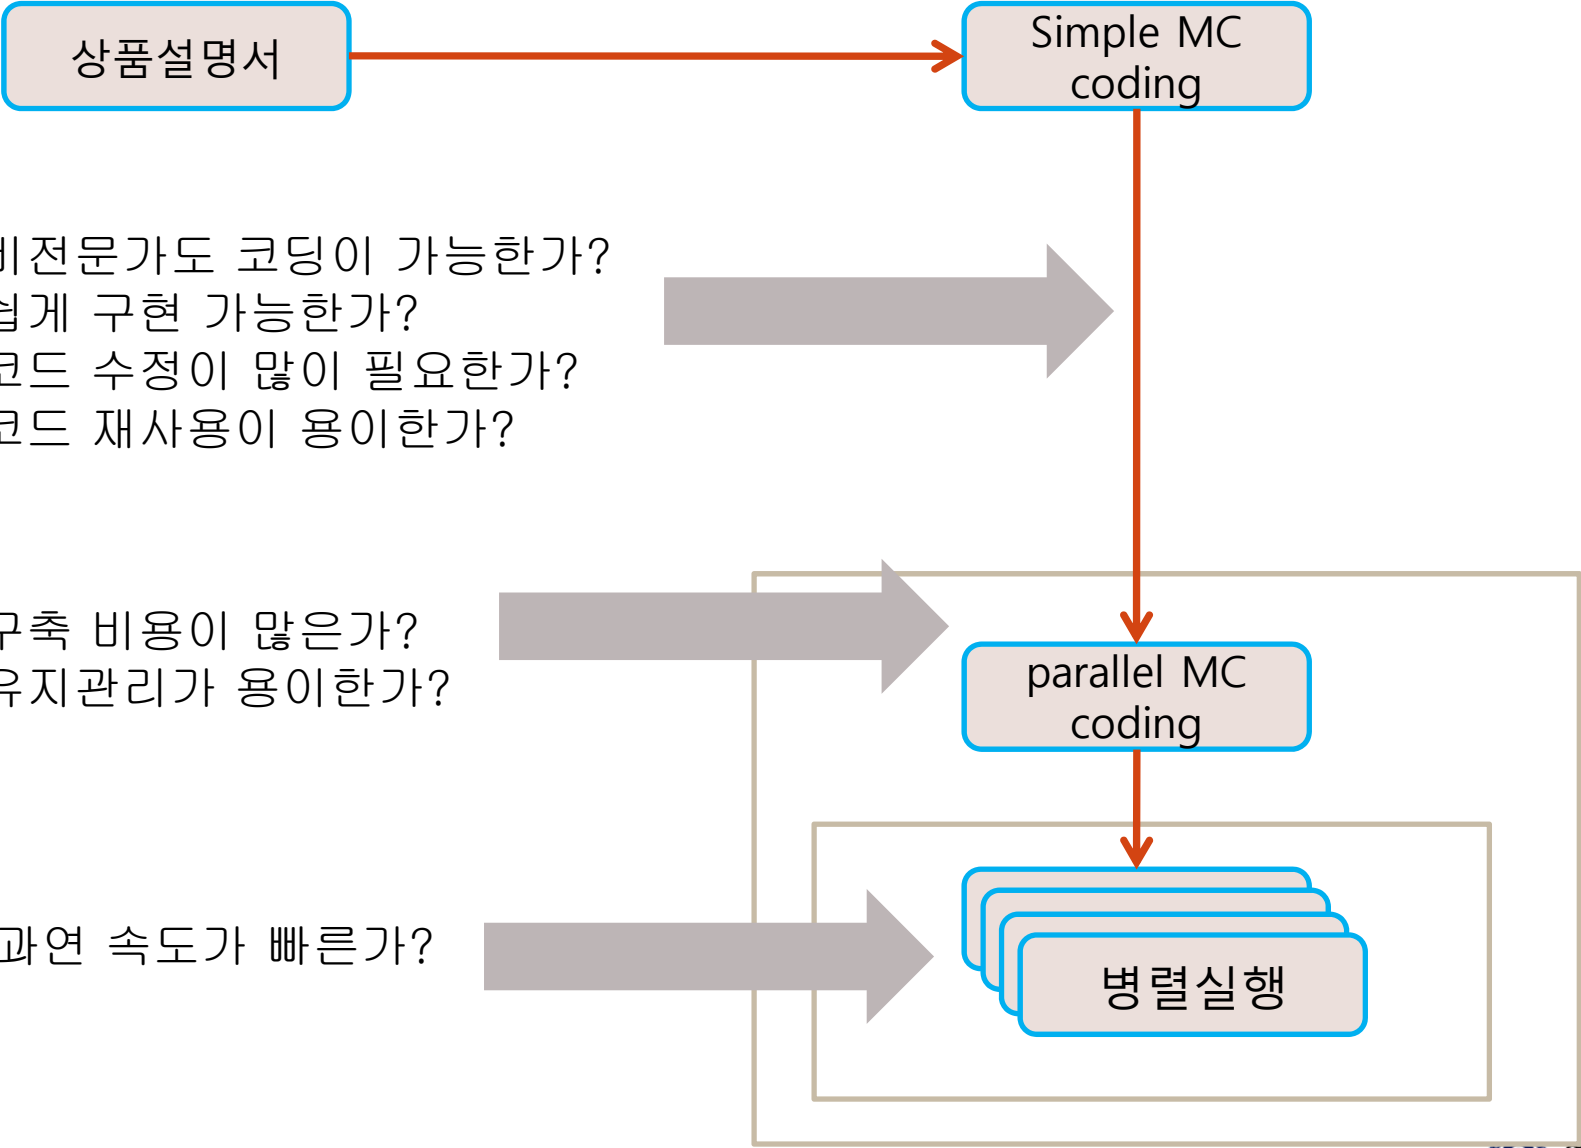 상품설명서
Simple MC
coding
비전문가도 코딩이 가능한가?
쉽게 구현 가능한가?
코드 수정이 많이 필요한가?
코드 재사용이 용이한가?
구축 비용이 많은가?
유지관리가 용이한가?
parallel MC
coding
과연 속도가 빠른가?
병렬실행